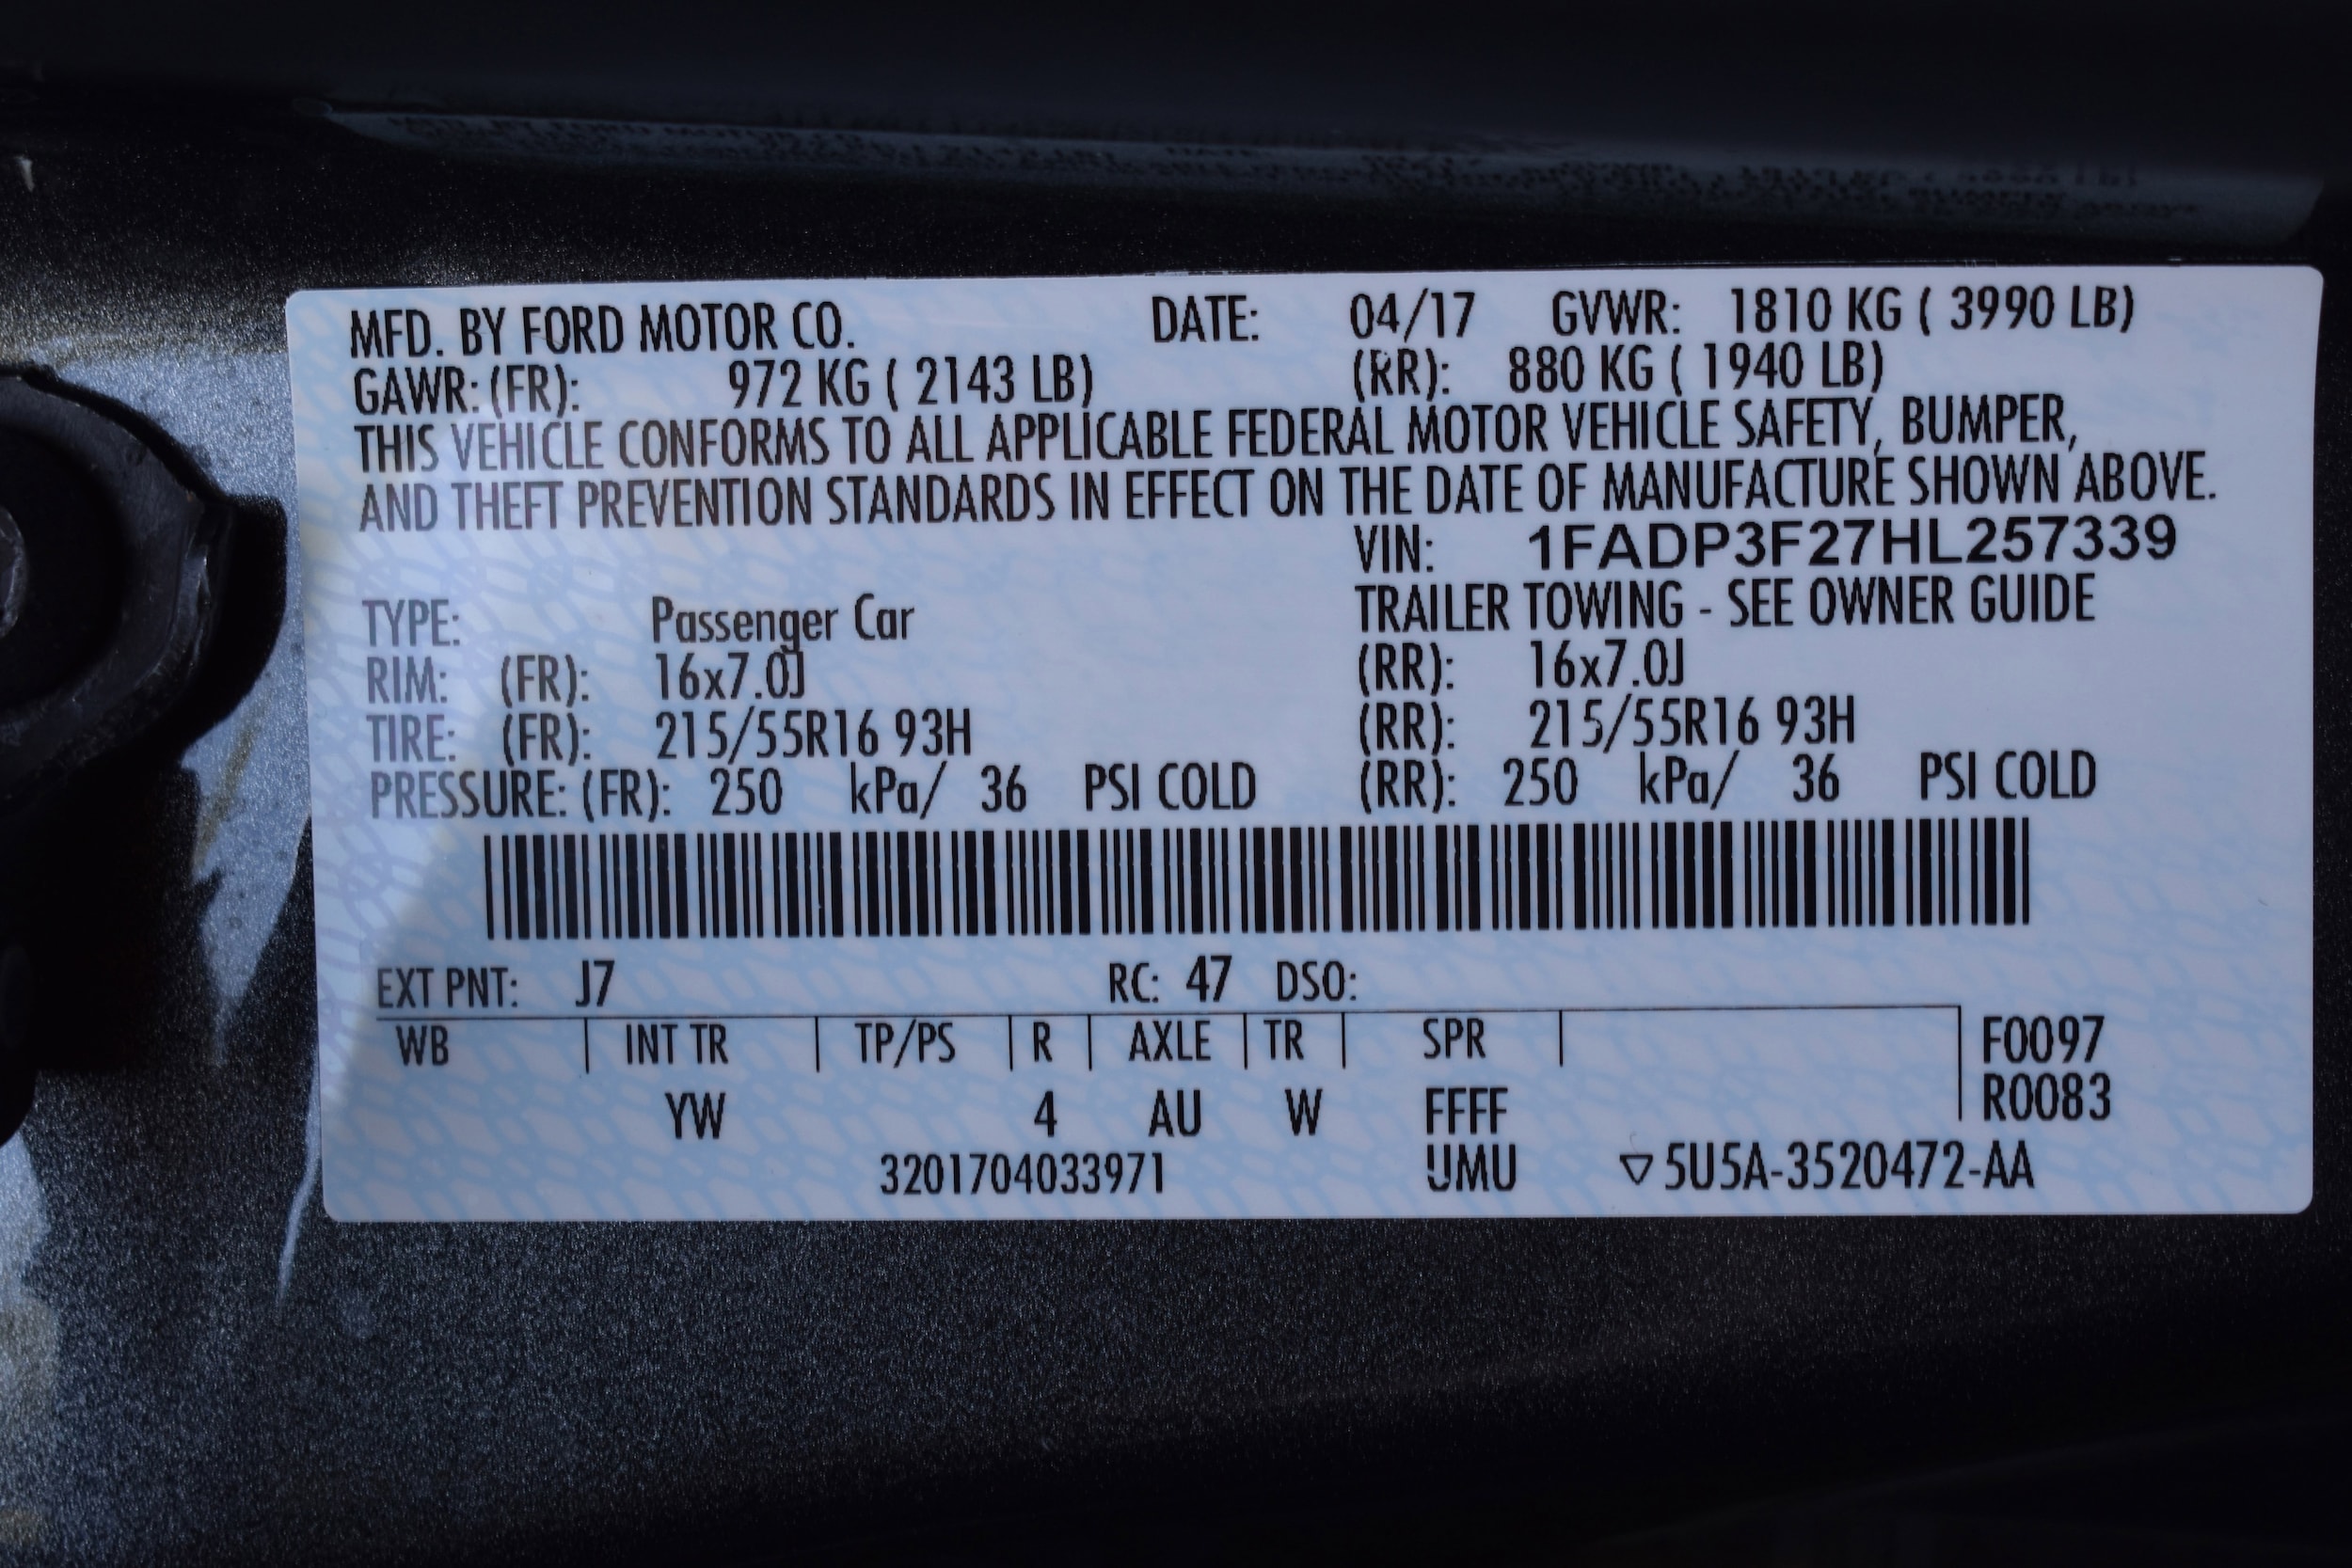 MFD. BY FORD MOTOR CO. DATE: 04/17 GVWR: 1810 KG ( 3990 LB)
GAWR: (FR): 972 KG ( 2143 LB) (RR): 880 KG ( 1940 LB)
THIS VEHICLE CONFORMS TO ALL APPLICABLE FEDERAL MOTOR VEHICLE SAFETY, BUMPER,
AND THEFT PREVENTION STANDARDS IN EFFECT ON THE DATE OF MANUFACTURE SHOWN ABOVE.
VIN: 1FADP3F27HL257339
TYPE: Passenger Car TRAILER TOWING - SEE OWNER GUIDE
RIM: (FR): 16x7.0J (RR): 16x7.0J
TIRE: (FR): 215/55R16 93H (RR): 215/55R16 93H
PRESSURE: (FR): 250 kPa/ 36 PSI COLD (RR): 250 kPa/ 36 PSI COLD
EXT PNT: J7 RC: 47 DSO:
WB INT TR TP/PS R AXLE TR SPR F0097
YW 4 AU W FFFF R0083
3201704033971 UMU ▽5U5A-3520472-AA